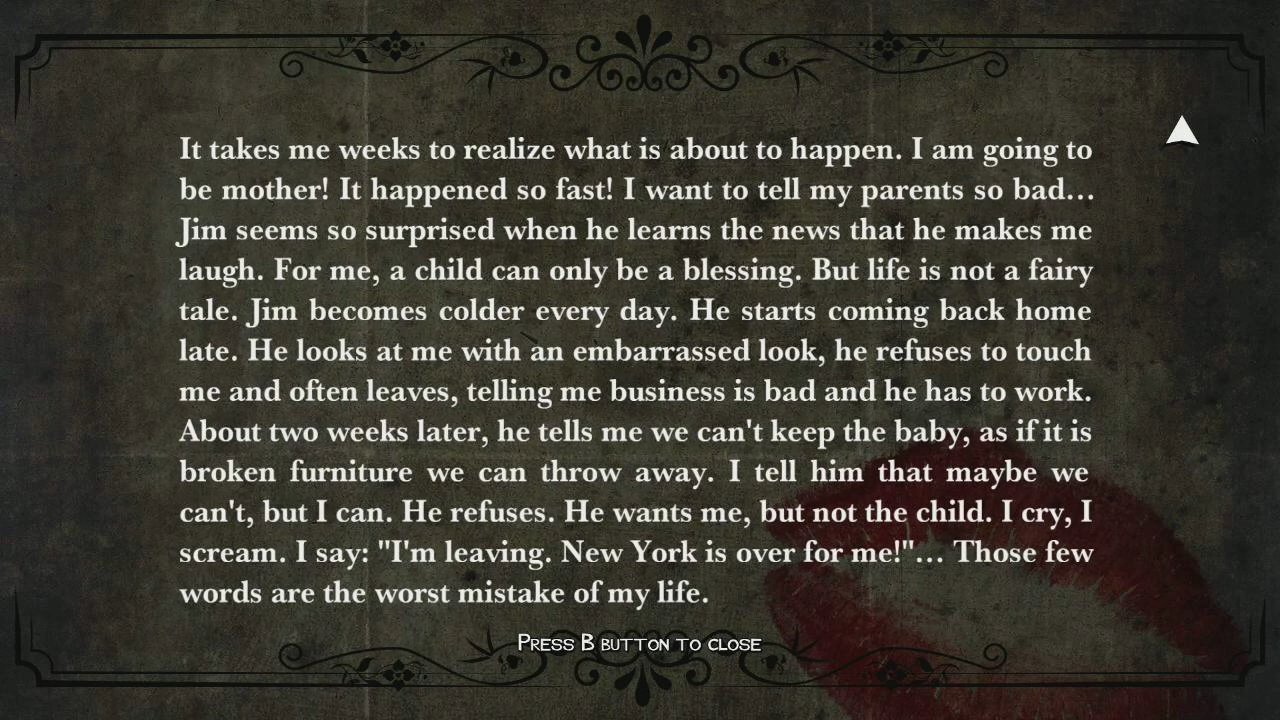 It takes me weeks to realize what is about to happen. I am going to
be mother! It happened so fast! I want to tell my parents so bad...
Jim seems so surprised when he learns the news that he makes me
laugh. For me, a child can only be a blessing. But life is not a fairy
tale. Jim becomes colder every day. He starts coming back home
late. He looks at me with an embarrassed look, he refuses to touch
me and often leaves, telling me business is bad and he has to work.
About two weeks later, he tells me we can't keep the baby, as if it is
broken furniture we can throw away. I tell him that maybe we
can't, but I can. He refuses. He wants me, but not the child. I cry, I
scream. I say: "I'm leaving. New York is over for me!"... Those few
words are the worst mistake of my life.
Press B button to close